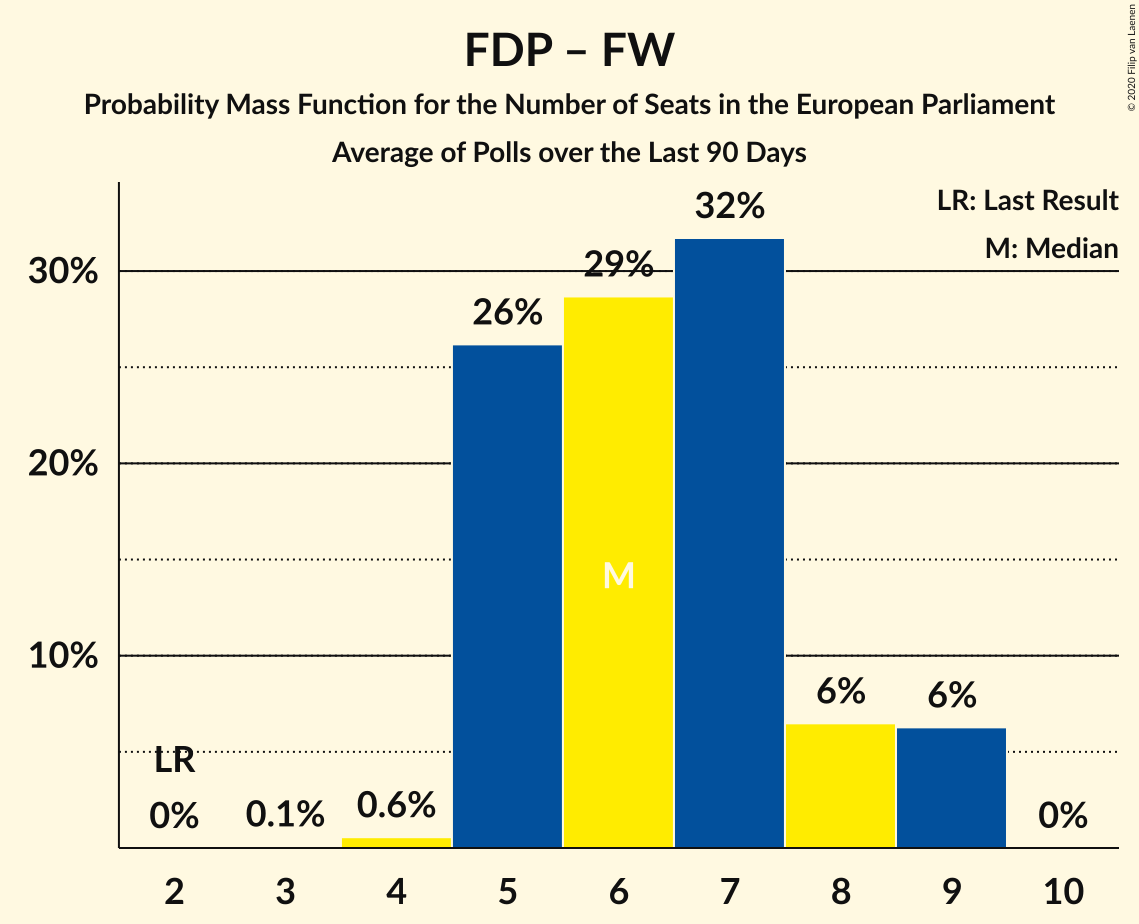 FDP – FW
Probability Mass Function for the Number of Seats in the European Parliament
Average of Polls over the Last 90 Days
© 2020 Filip van Laenen
LR: Last Result
M: Median
30%
20%
10%
LR
0%
0.1%
0.6%
26%
29%
M
32%
6%
6%
0%
2 3 4 5 6 7 8 9 10